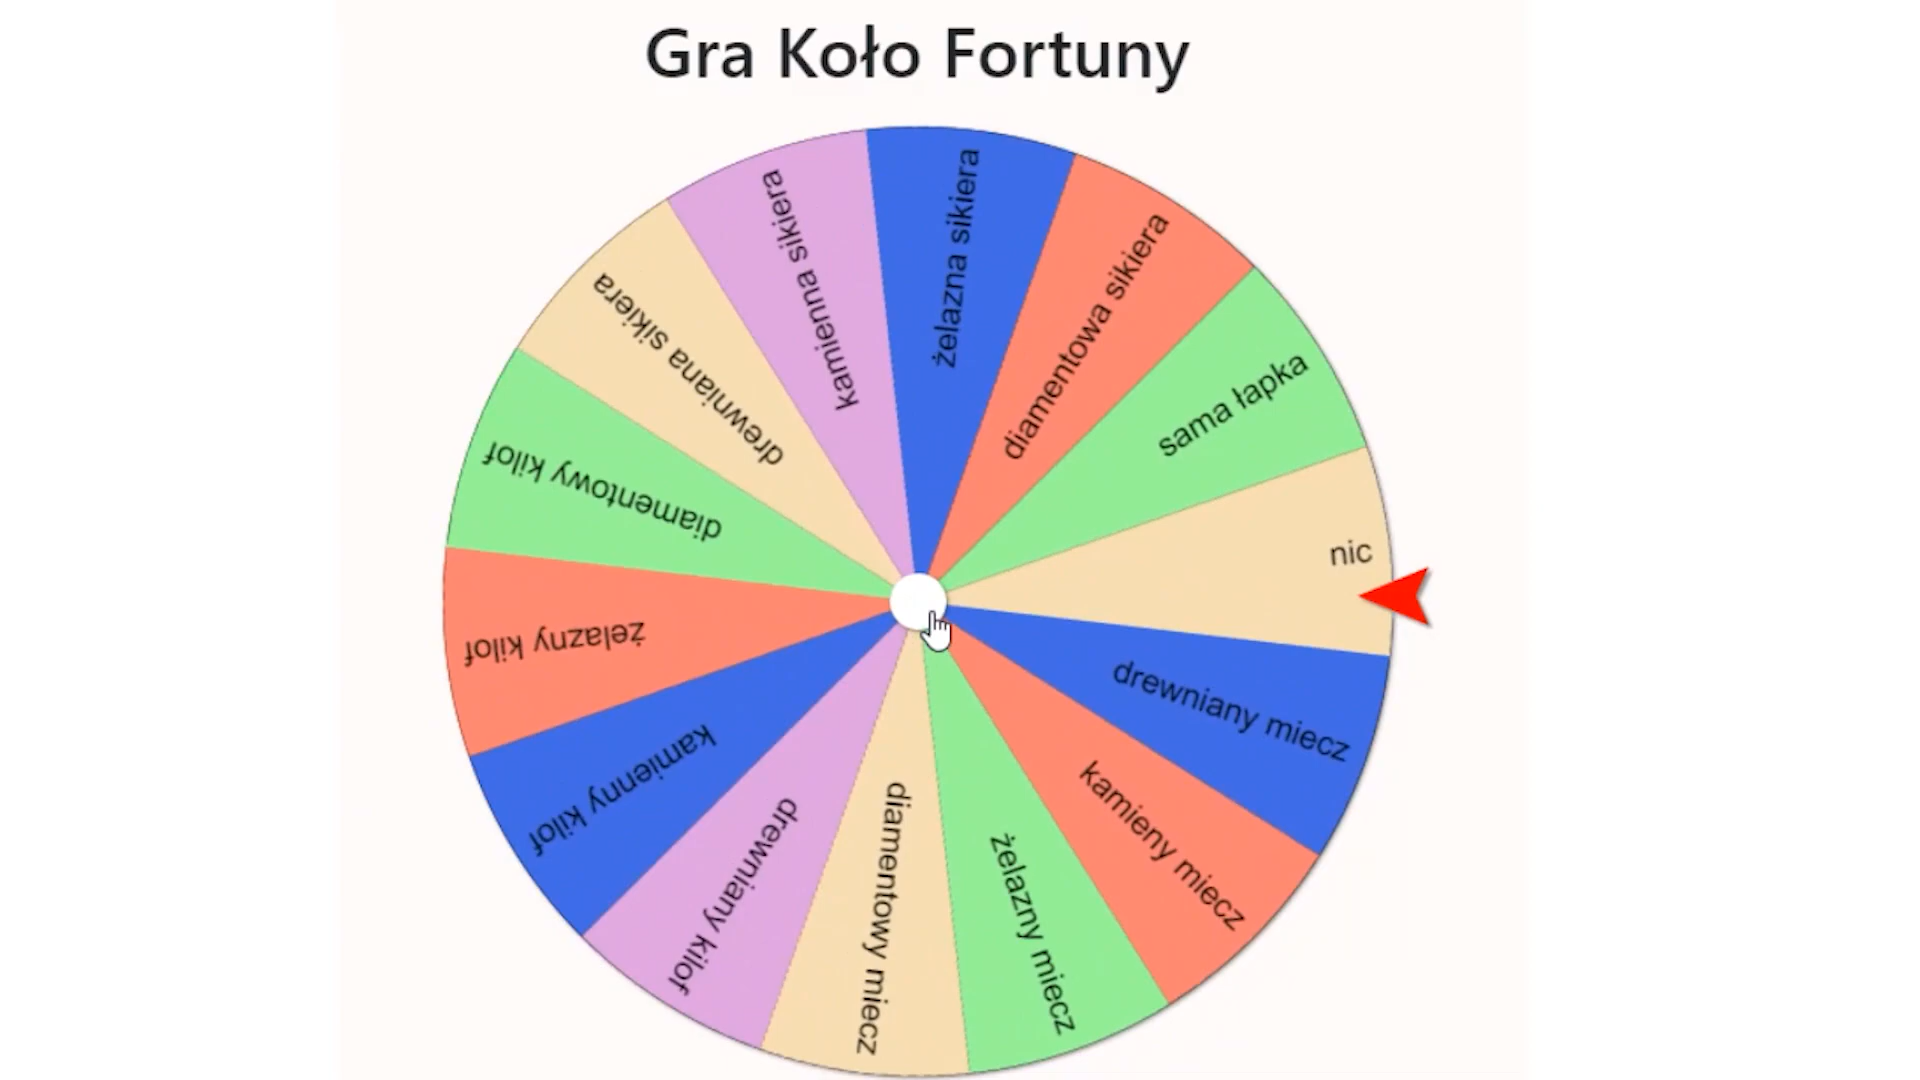 Gra Koło Fortuny
żelazna sikiera
diamentowa sikiera
sama łapka
nic
drewniany miecz
kamieny miecz
żelazny miecz
diamentowy miecz
drewniany kilof
kamienny kilof
żelazny kilof
diamentowy kilof
drewniana sikiera
kamienna sikiera